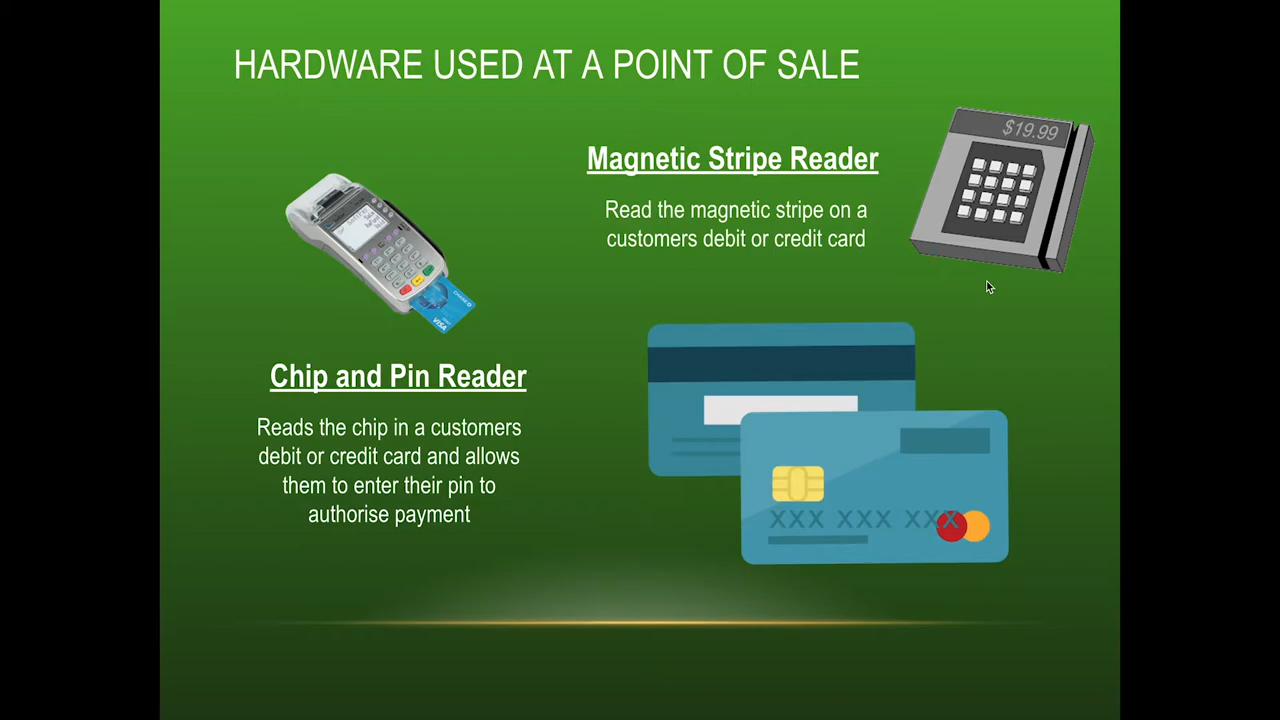 HARDWARE USED AT A POINT OF SALE
$19.99
Magnetic Stripe Reader
Read the magnetic stripe on a
customers debit or credit card
VISA
Chip and Pin Reader
Reads the chip in a customers
debit or credit card and allows
them to enter their pin to
authorise payment
XXX XXX XXX